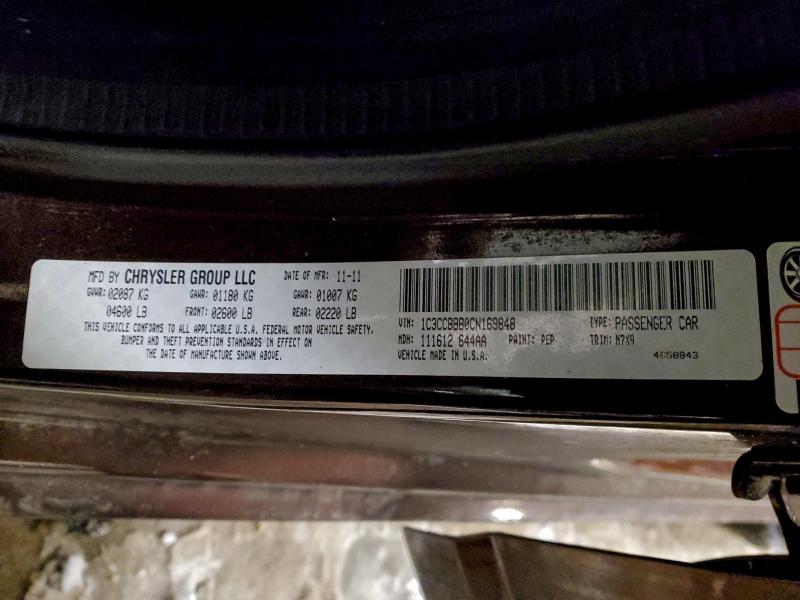 MFD BY CHRYSLER GROUP LLC DATE OF MFR: 11-11
GVWR: 02087 KG GAWR: 01180 KG GAWR: 01007 KG
04600 LB FRONT: 02600 LB REAR: 02220 LB
THIS VEHICLE CONFORMS TO ALL APPLICABLE U.S.A. FEDERAL MOTOR VEHICLE SAFETY,
BUMPER AND THEFT PREVENTION STANDARDS IN EFFECT ON
THE DATE OF MANUFACTURE SHOWN ABOVE.
VIN: 1C3CCBBB0CN169848 TYPE: PASSENGER CAR
MDH: 111612 644AA PAINT: PEP TRIM: N7X9
VEHICLE MADE IN U.S.A. 4658843